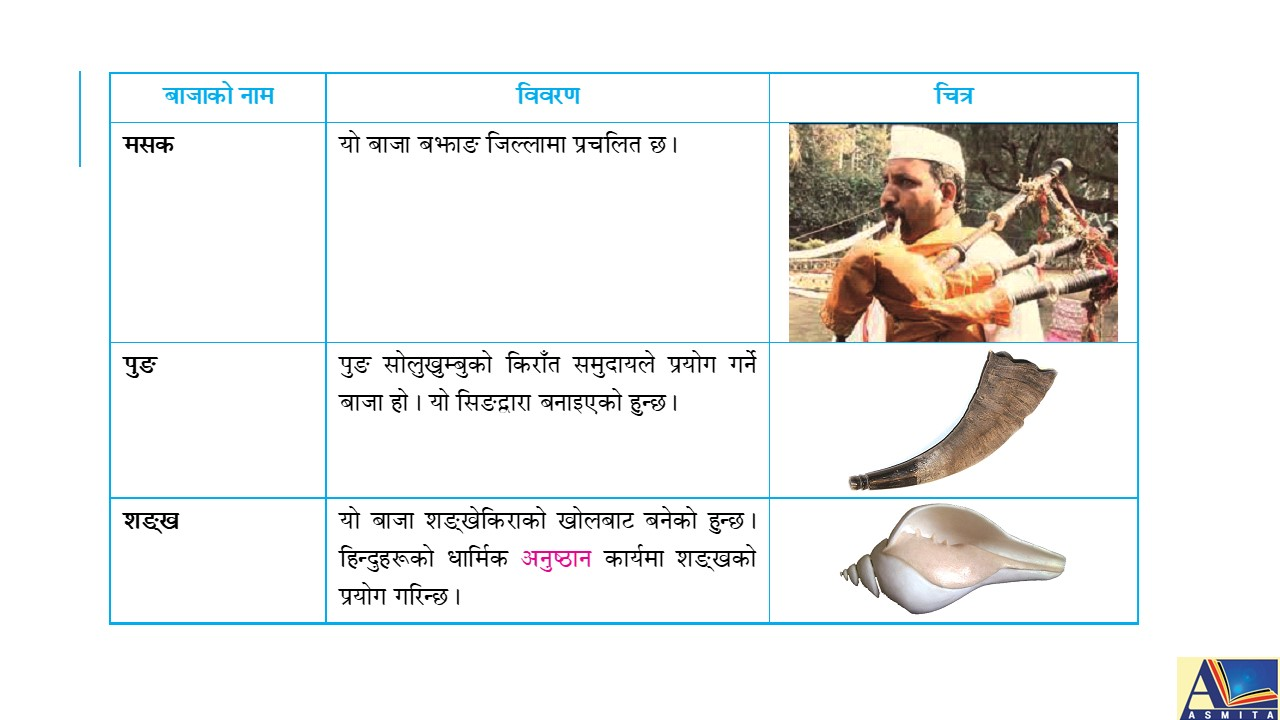 बाजाको नाम विवरण चित्र
मसक यो बाजा बझाङ जिल्लामा प्रचलित छ।
पुङ पुङ सोलुखुम्बुको किराँत समुदायले प्रयोग गर्ने
बाजा हो। यो सिङद्वारा बनाइएको हुन्छ।
शङ्ख यो बाजा शङ्खेकिराको खोलबाट बनेको हुन्छ।
हिन्दुहरूको धार्मिक अनुष्ठान कार्यमा शङ्खको
प्रयोग गरिन्छ।
ASMITA